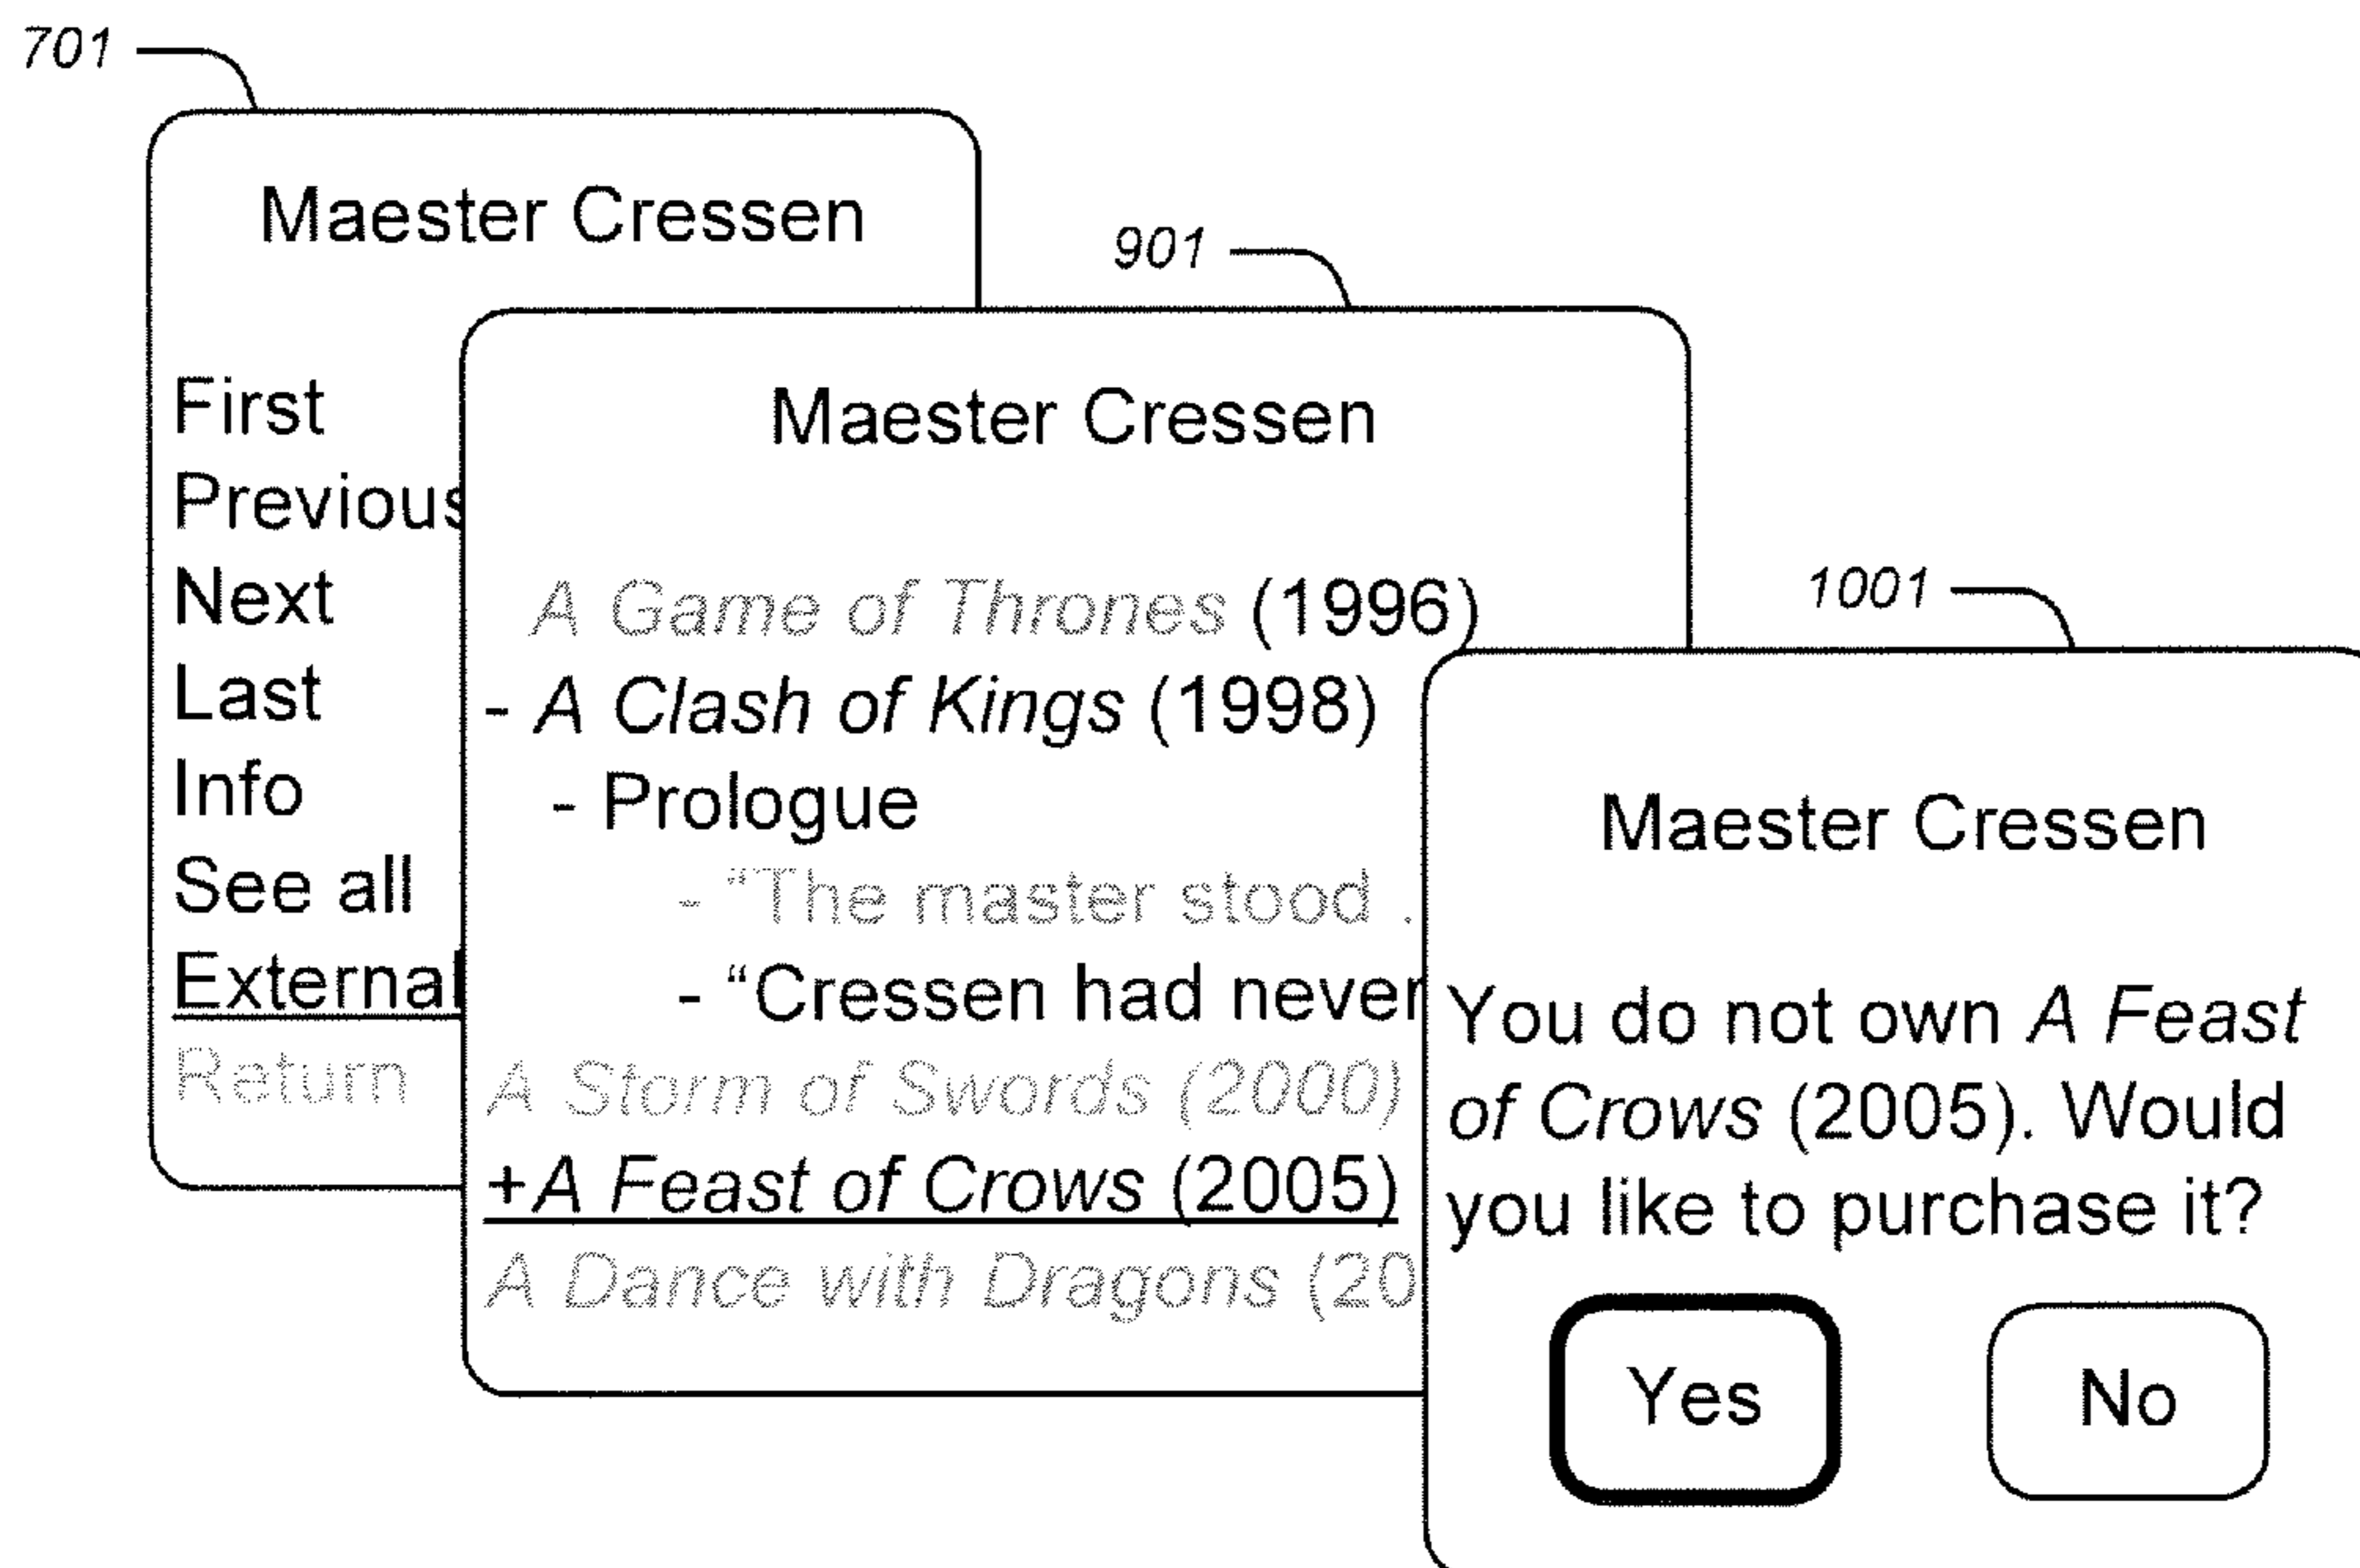 701
Maester Cressen
First
Previous
Next
Last
Info
See all
External
Return
901
Maester Cressen
A Game of Thrones (1996)
- A Clash of Kings (1998)
- Prologue
- “The master stood .
- “Cressen had never
A Storm of Swords (2000)
+A Feast of Crows (2005)
A Dance with Dragons (20
1001
Maester Cressen
You do not own A Feast
of Crows (2005). Would
you like to purchase it?
Yes
No